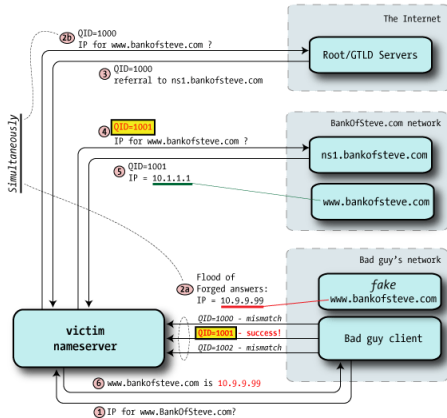 The Internet
2b QID=1000
IP for www.bankofsteve.com ?
Root/GTLD Servers
3 QID=1000
referral to ns1.bankofsteve.com
Simultaneously
BankOfSteve.com network
4 QID=1001
IP for www.bankofsteve.com ?
ns1.bankofsteve.com
5 QID=1001
IP = 10.1.1.1
www.bankofsteve.com
Bad guy's network
2a Flood of
Forged answers:
IP = 10.9.9.99
fake
www.bankofsteve.com
QID=1000 - mismatch
QID=1001 - success!
QID=1002 - mismatch
Bad guy client
victim
nameserver
6 www.bankofsteve.com is 10.9.9.99
1 IP for www.BankOfSteve.com?